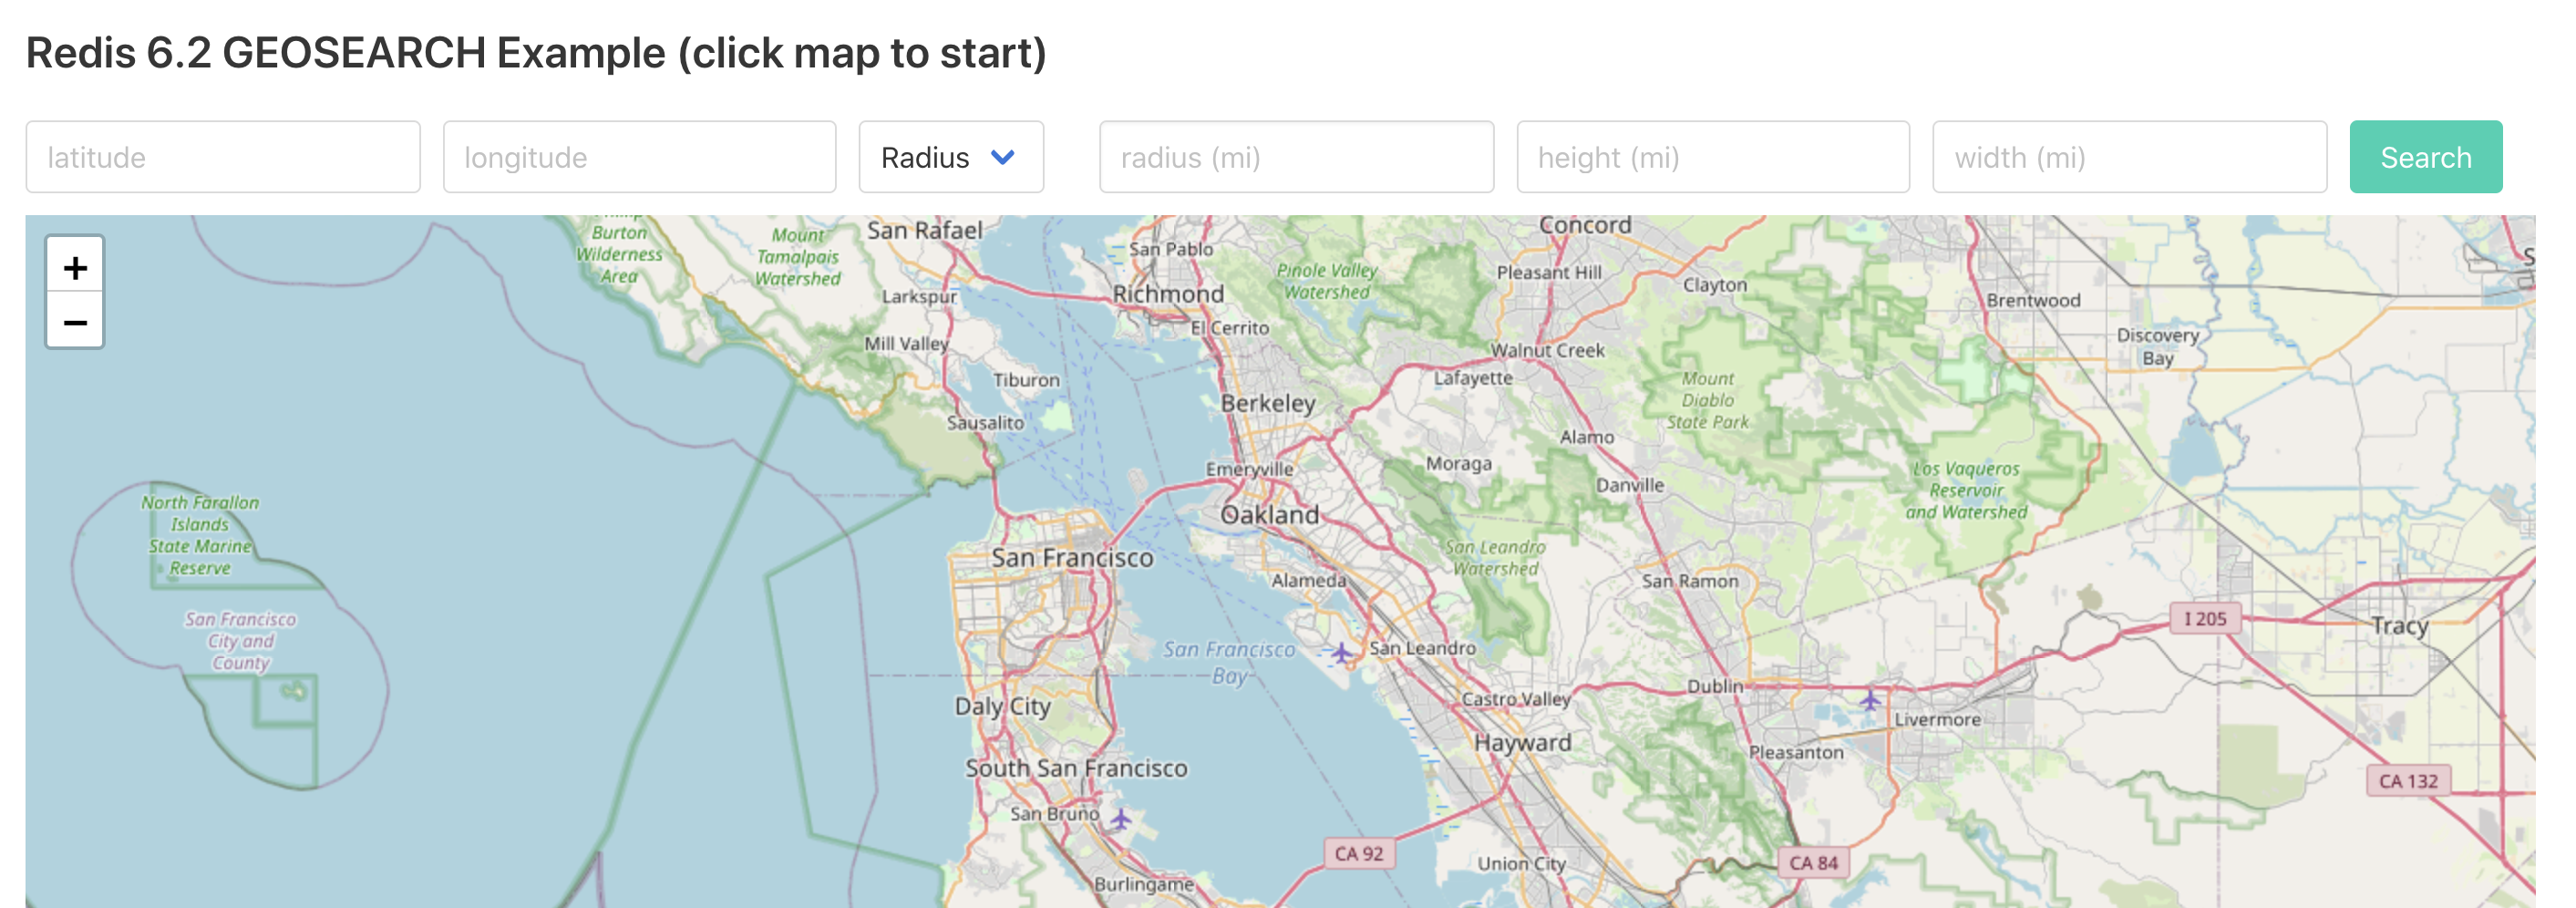 Redis 6.2 GEOSEARCH Example (click map to start)
latitude
longitude
Radius
radius (mi)
height (mi)
width (mi)
Search
+
−
Burton
Wilderness
Area
Mount
Tamalpais
Watershed
San Rafael
San Pablo
Pinole Valley
Watershed
Concord
Pleasant Hill
Clayton
Brentwood
Larkspur
Richmond
El Cerrito
Discovery
Bay
Mill Valley
Walnut Creek
Tiburon
Lafayette
Mount
Diablo
State Park
Berkeley
Sausalito
Alamo
Emeryville
Moraga
Danville
Los Vaqueros
Reservoir
and Watershed
North Farallon
Islands
State Marine
Reserve
Oakland
San Francisco
San Leandro
Watershed
Alameda
San Ramon
San Francisco
City and
County
I 205
Tracy
San Francisco
Bay
San Leandro
Dublin
Castro Valley
Daly City
Livermore
Hayward
Pleasanton
South San Francisco
CA 132
San Bruno
CA 92
Union City
CA 84
Burlingame